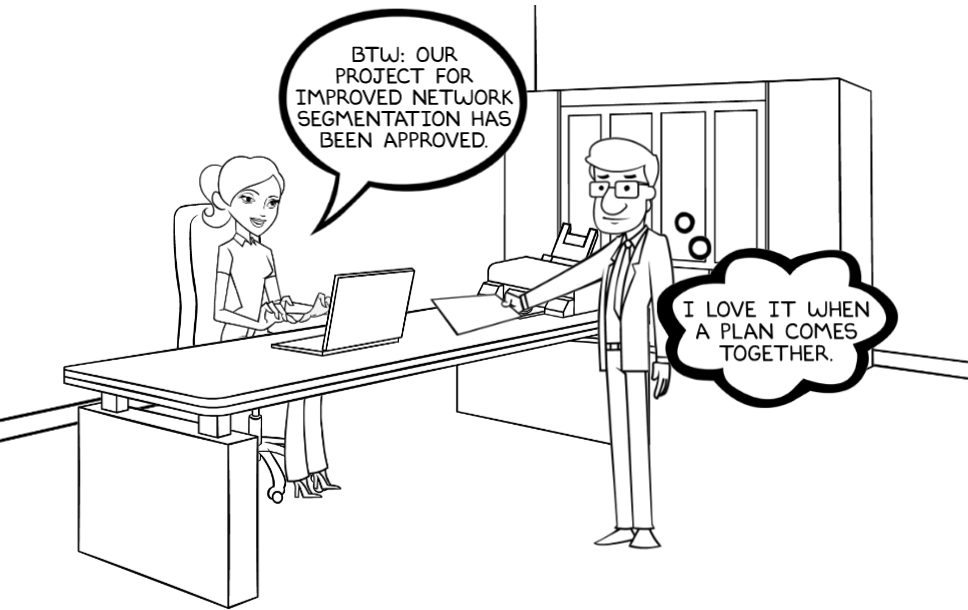 BTW: OUR
PROJECT FOR
IMPROVED NETWORK
SEGMENTATION HAS
BEEN APPROVED.
I LOVE IT WHEN
A PLAN COMES
TOGETHER.